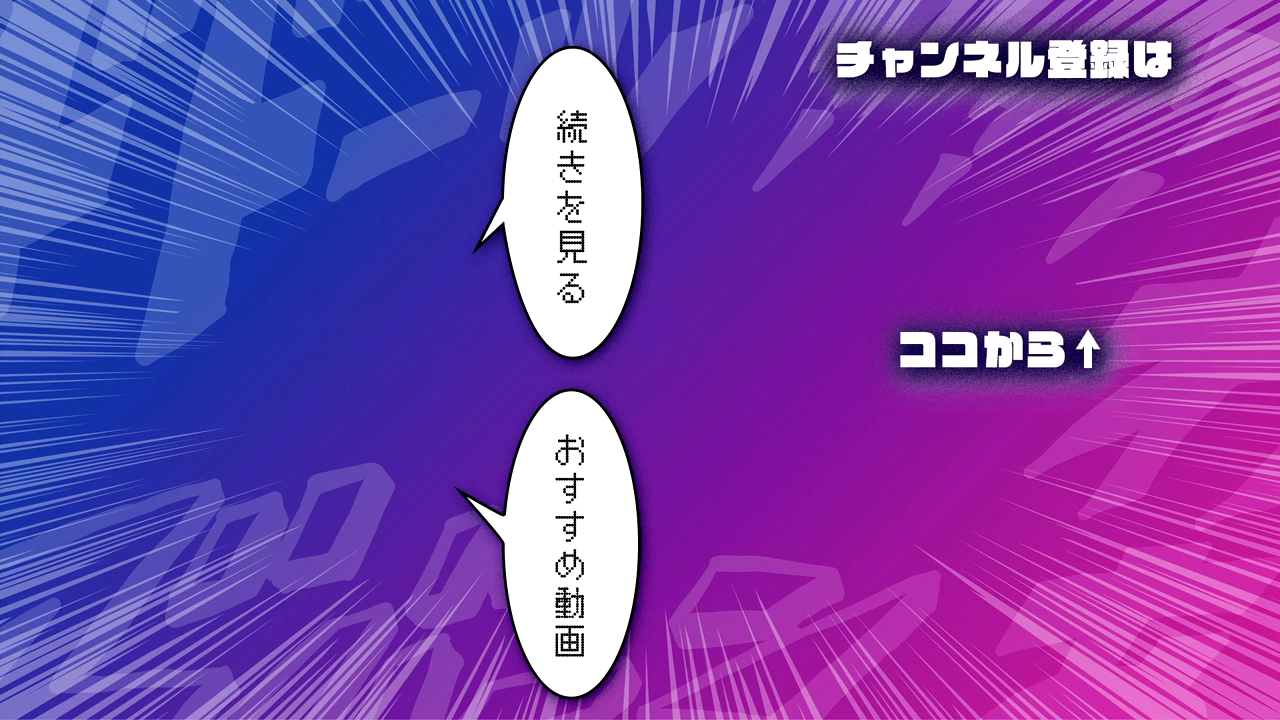 チャンネル登録は
ココから↑
続きを見る
おすすめ動画